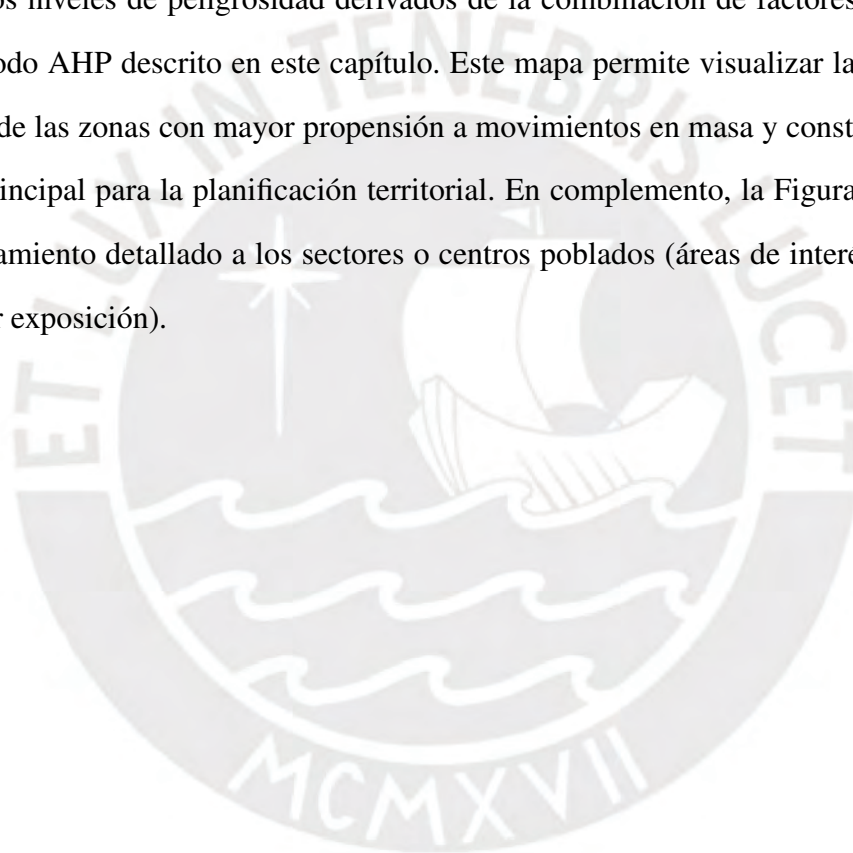 os niveles de peligrosidad derivados de la combinación de factores
odo AHP descrito en este capítulo. Este mapa permite visualizar la
de las zonas con mayor propensión a movimientos en masa y const
incipal para la planificación territorial. En complemento, la Figura
amiento detallado a los sectores o centros poblados (áreas de interé
r exposición).
ET LUX IN TENEBRIS LUCET
MCMXVII